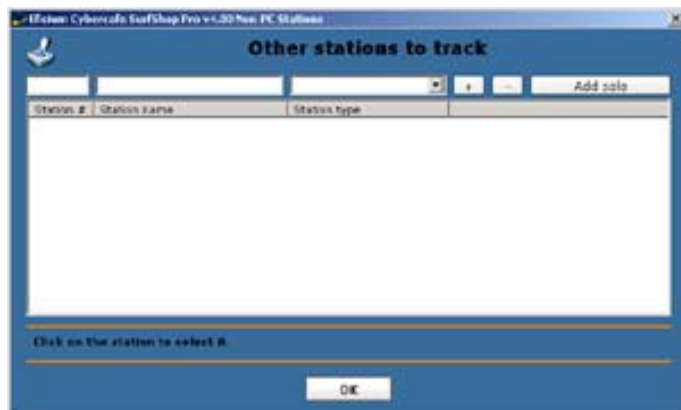 Cybercafe SurfShop Pro v4.00 Non-PC Stations
Other stations to track
+ - Add solo
Station # Station name Station type
Click on the station to select it.
OK